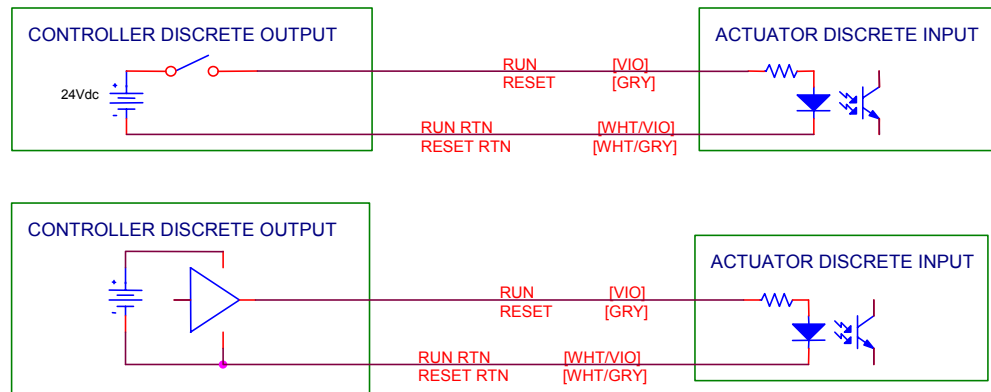 CONTROLLER DISCRETE OUTPUT
ACTUATOR DISCRETE INPUT
24Vdc
+
-
RUN [VIO]
RESET [GRY]
RUN RTN [WHT/VIO]
RESET RTN [WHT/GRY]
CONTROLLER DISCRETE OUTPUT
ACTUATOR DISCRETE INPUT
+
-
RUN [VIO]
RESET [GRY]
RUN RTN [WHT/VIO]
RESET RTN [WHT/GRY]